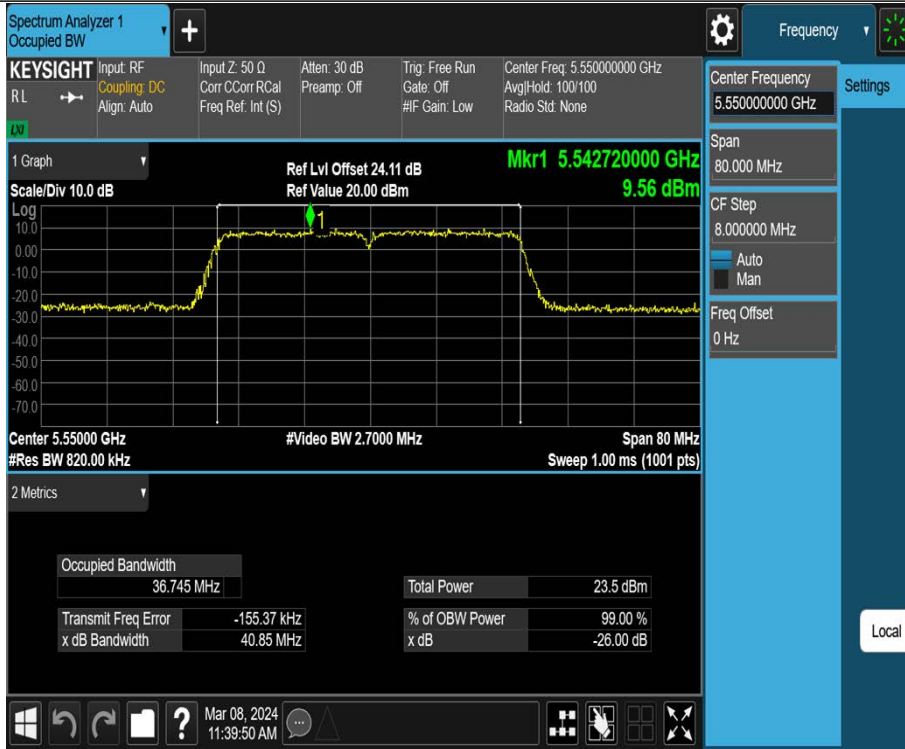 Spectrum Analyzer 1
Occupied BW
+
Frequency
KEYSIGHT
RL
LXI
Input: RF
Coupling: DC
Align: Auto
Input Z: 50 Ω
Corr CCorr RCal
Freq Ref: Int (S)
Atten: 30 dB
Preamp: Off
Trig: Free Run
Gate: Off
#IF Gain: Low
Center Freq: 5.550000000 GHz
Avg|Hold: 100/100
Radio Std: None
Center Frequency
5.550000000 GHz
Settings
Span
80.000 MHz
CF Step
8.000000 MHz
Auto
Man
Freq Offset
0 Hz
1 Graph
Scale/Div 10.0 dB
Ref Lvl Offset 24.11 dB
Ref Value 20.00 dBm
Mkr1 5.542720000 GHz
9.56 dBm
Log
10.0
0.00
-10.0
-20.0
-30.0
-40.0
-50.0
-60.0
-70.0
1
Center 5.55000 GHz
#Video BW 2.7000 MHz
Span 80 MHz
#Res BW 820.00 kHz
Sweep 1.00 ms (1001 pts)
2 Metrics
Occupied Bandwidth
36.745 MHz
Total Power 23.5 dBm
Transmit Freq Error -155.37 kHz
% of OBW Power 99.00 %
x dB Bandwidth 40.85 MHz
x dB -26.00 dB
Local
?
Mar 08, 2024
11:39:50 AM